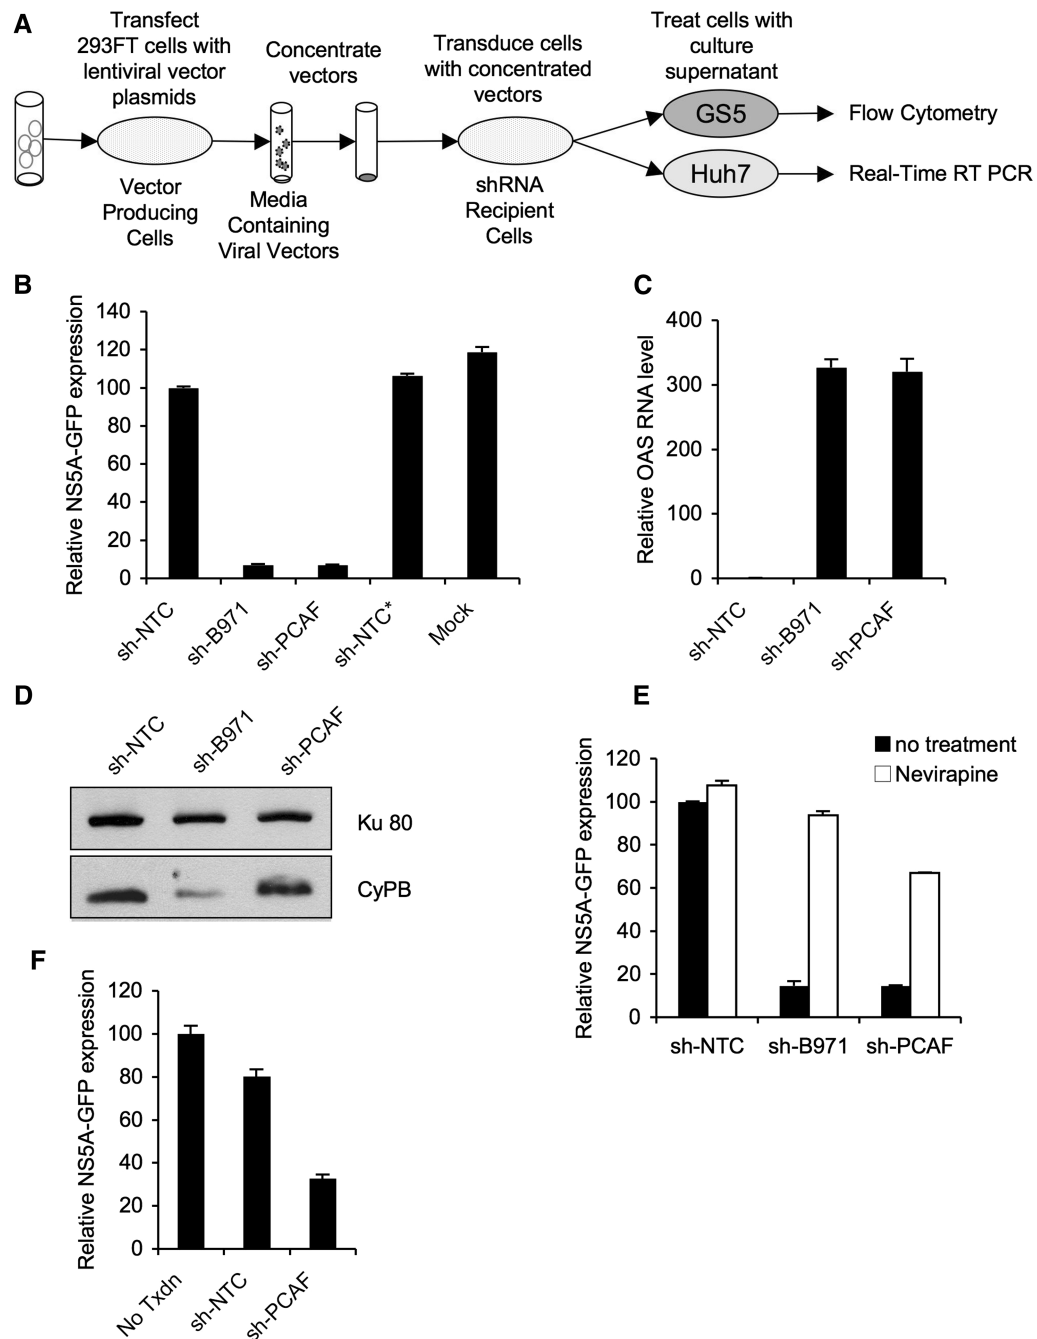 A
Transfect
293FT cells with
lentiviral vector
plasmids
Vector
Producing
Cells
Concentrate
vectors
Media
Containing
Viral Vectors
Transduce cells
with concentrated
vectors
shRNA
Recipient
Cells
Treat cells with
culture
supernatant
GS5
Flow Cytometry
Huh7
Real-Time RT PCR
B
Relative NS5A-GFP expression
140
120
100
80
60
40
20
0
sh-NTC
sh-B971
sh-PCAF
sh-NTC*
Mock
C
Relative OAS RNA level
400
300
200
100
0
sh-NTC
sh-B971
sh-PCAF
D
sh-NTC
sh-B971
sh-PCAF
Ku 80
CyPB
E
no treatment
Nevirapine
Relative NS5A-GFP expression
120
100
80
60
40
20
0
sh-NTC
sh-B971
sh-PCAF
F
Relative NS5A-GFP expression
120
100
80
60
40
20
0
No Txdn
sh-NTC
sh-PCAF